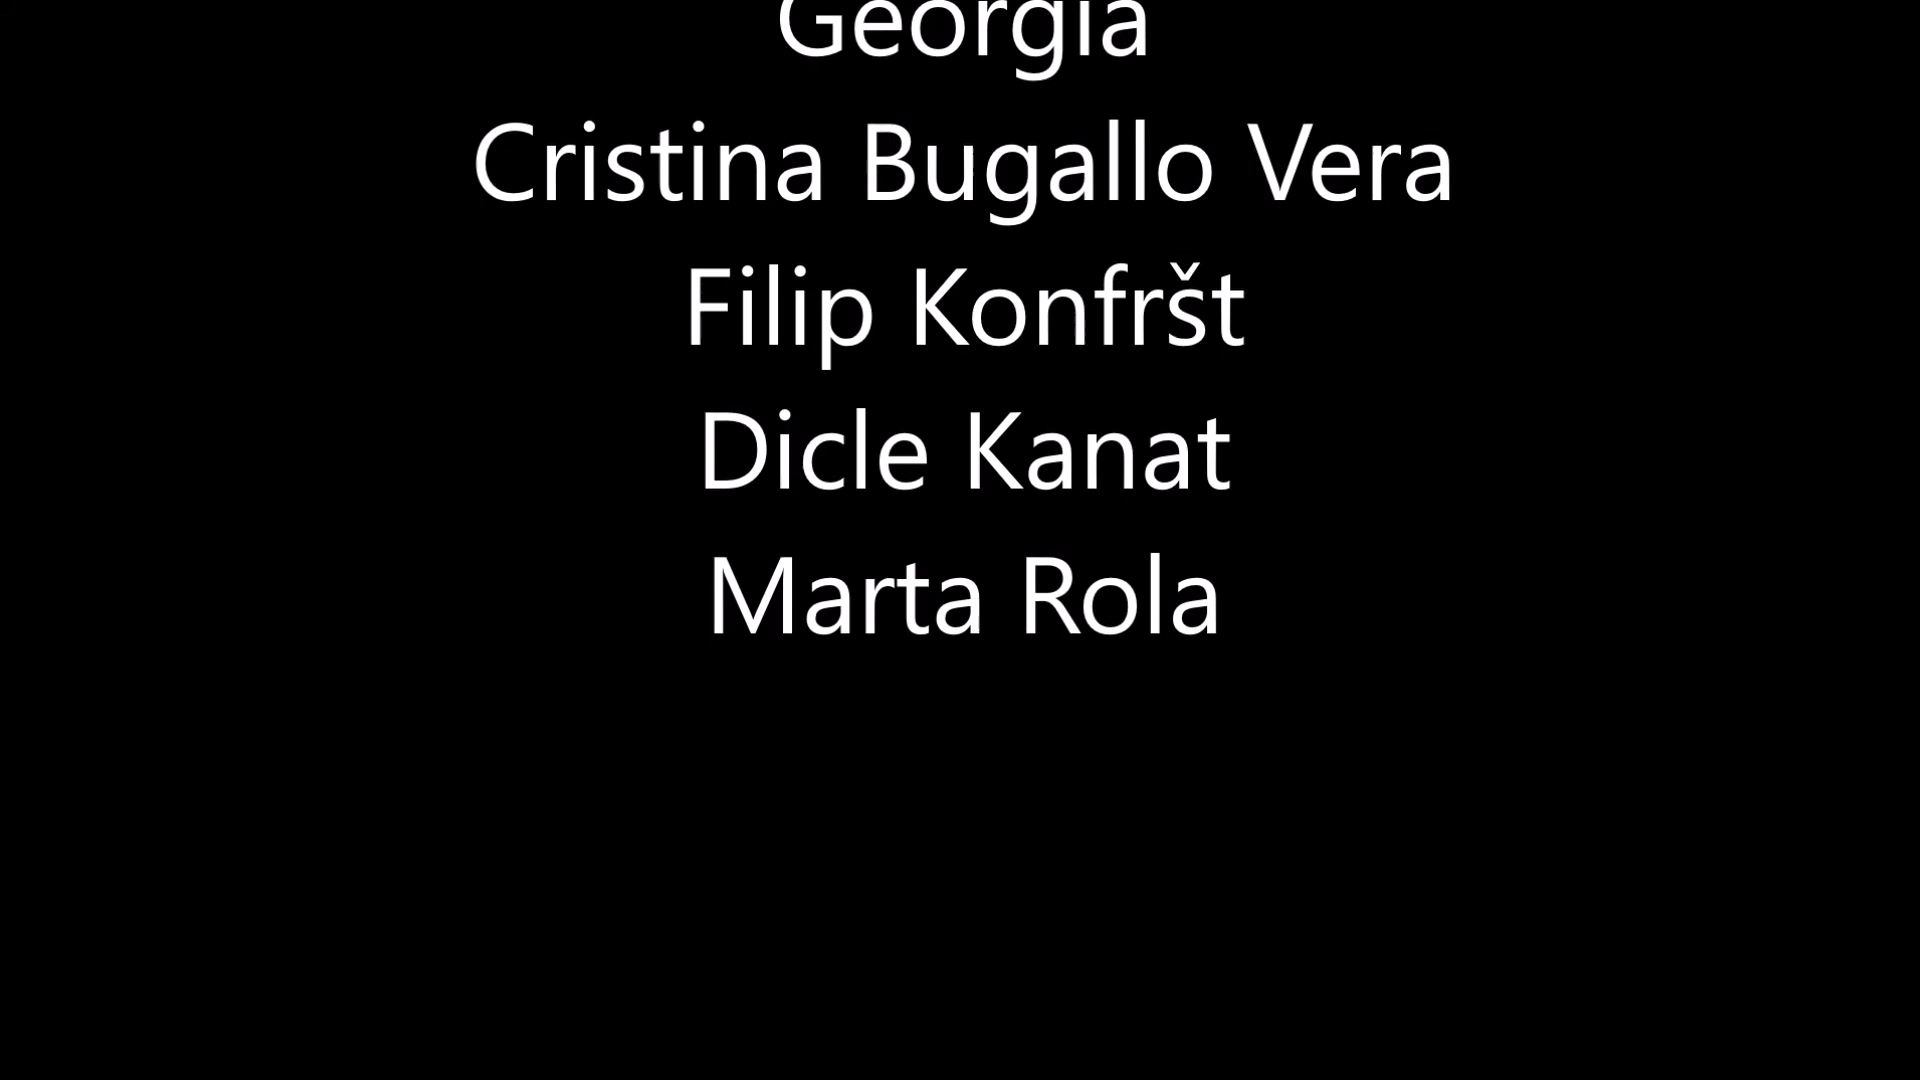 Georgia
Cristina Bugallo Vera
Filip Konfršt
Dicle Kanat
Marta Rola